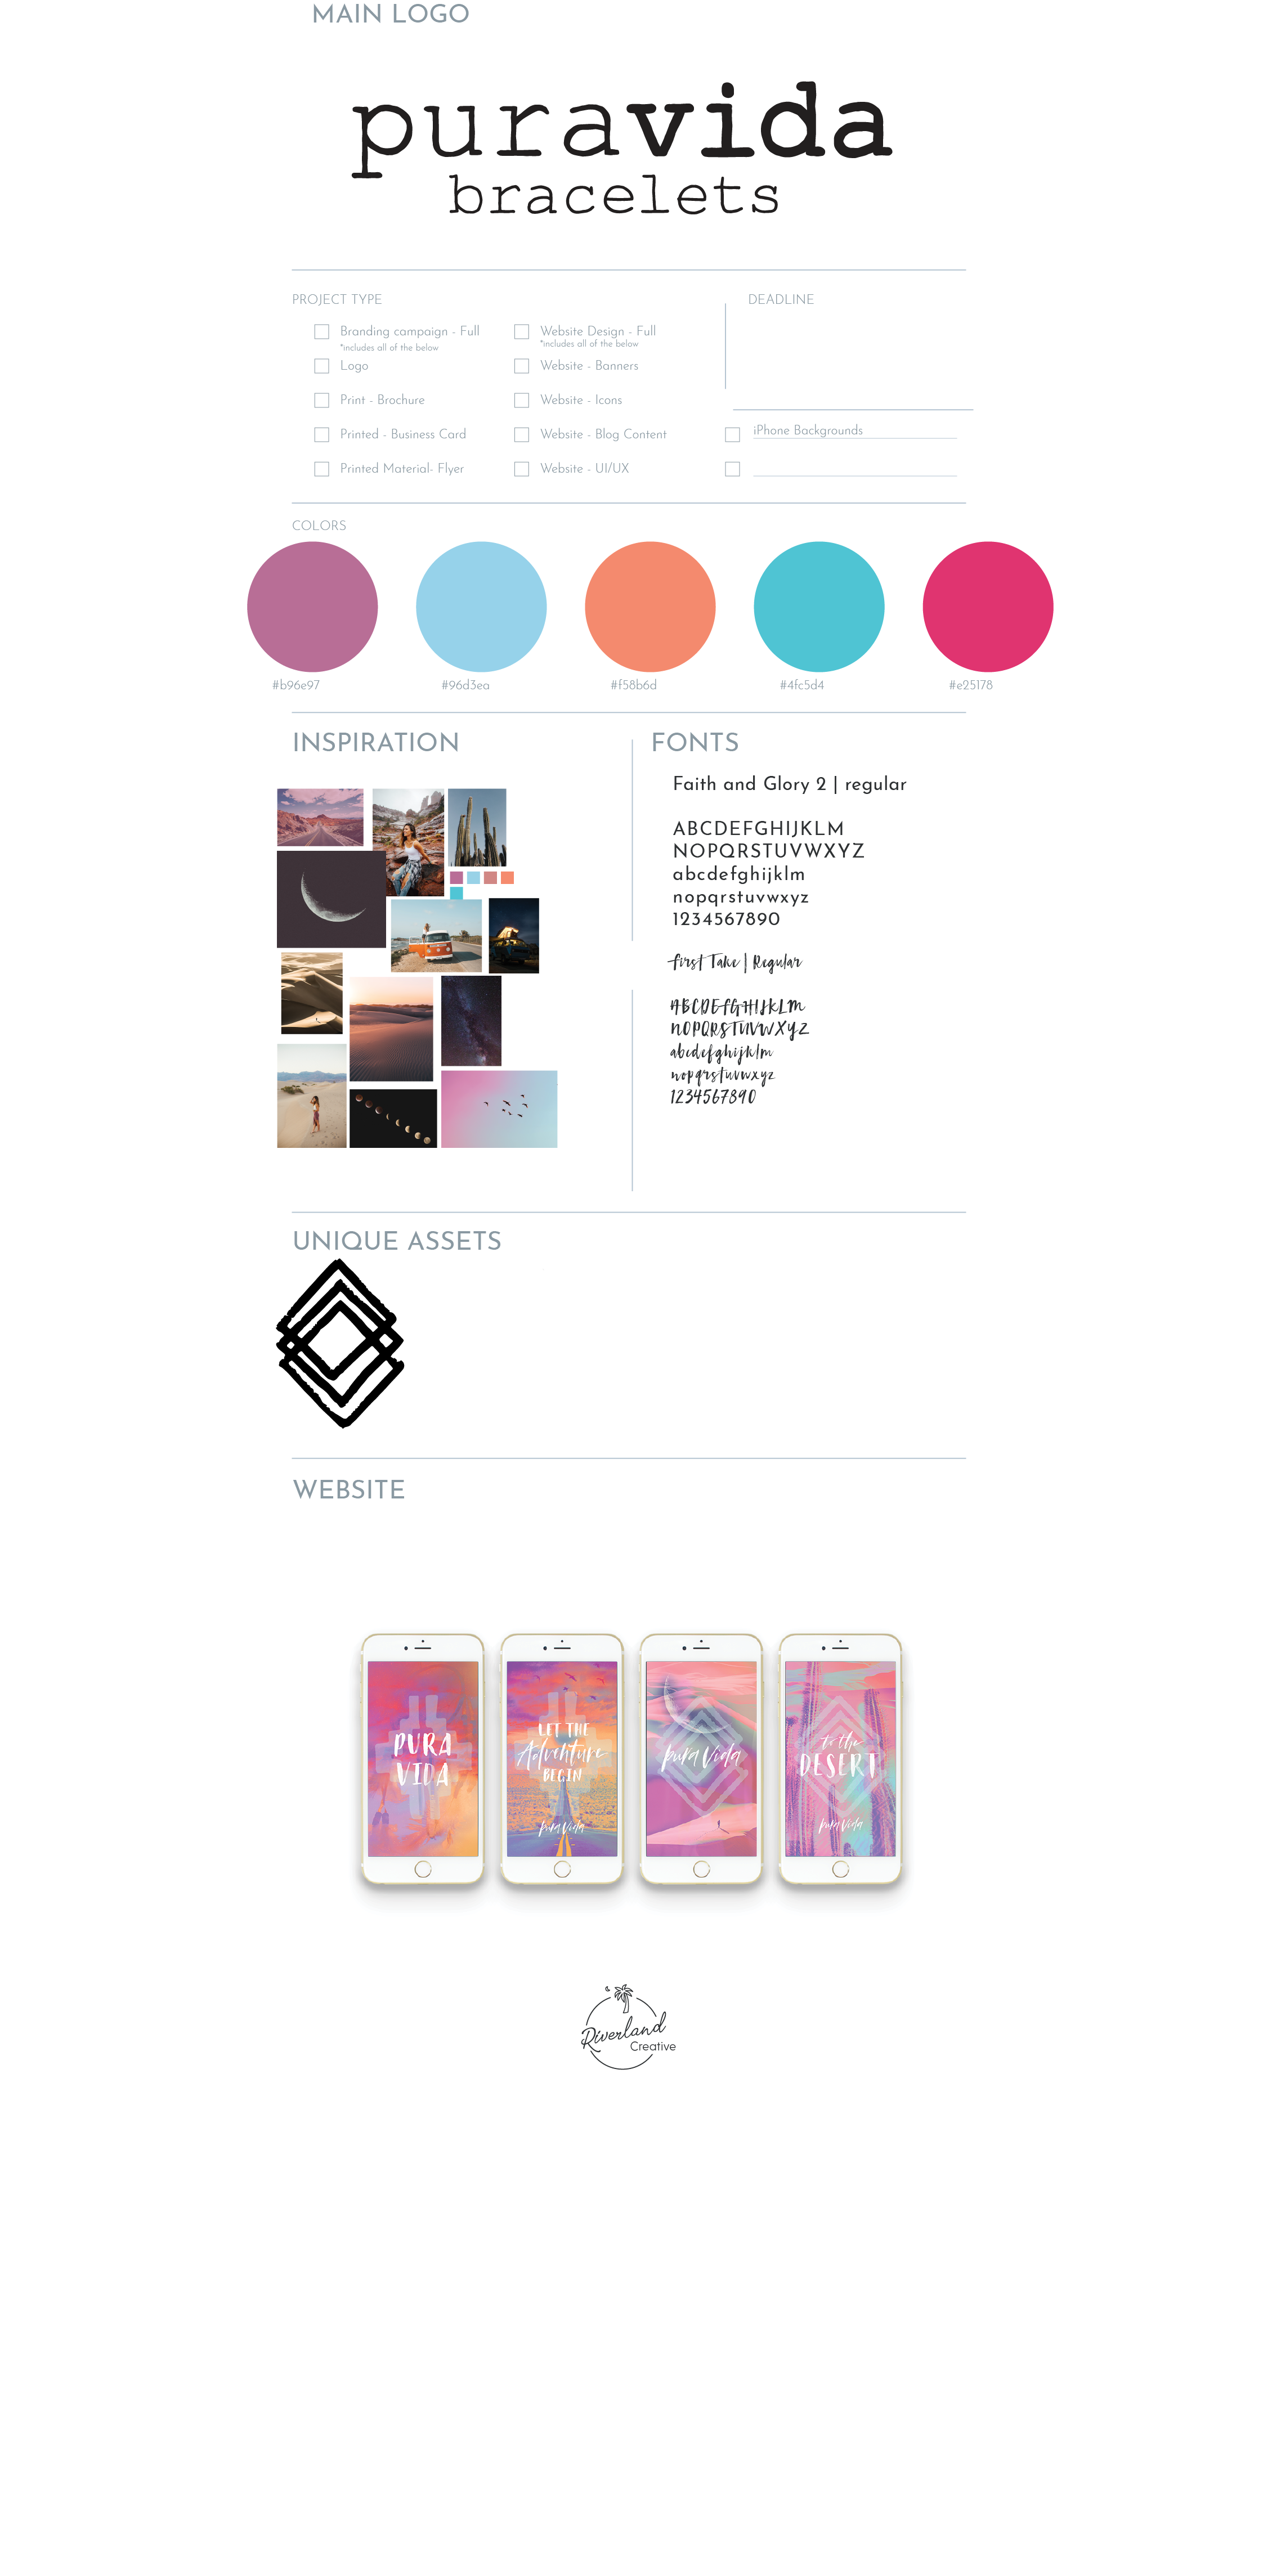 MAIN LOGO
puravida
bracelets
PROJECT TYPE
DEADLINE
Branding campaign - Full
*includes all of the below
Website Design - Full
*includes all of the below
Logo
Website - Banners
Print - Brochure
Website - Icons
Printed - Business Card
Website - Blog Content
iPhone Backgrounds
Printed Material- Flyer
Website - UI/UX
COLORS
#b96e97
#96d3ea
#f58b6d
#4fc5d4
#e25178
INSPIRATION
FONTS
Faith and Glory 2 | regular
ABCDEFGHIJKLM
NOPQRSTUVWXYZ
abcdefghijklm
nopqrstuvwxyz
1234567890
First Take | Regular
ABCDEFGHIJKLM
NOPQRSTUVWXYZ
abcdefghijklm
nopqrstuvwxyz
1234567890
UNIQUE ASSETS
WEBSITE
PURA
VIDA
LET THE
Adventure
BEGIN
pura vida
pura vida
to the
DESERT
pura vida
Riverland
Creative